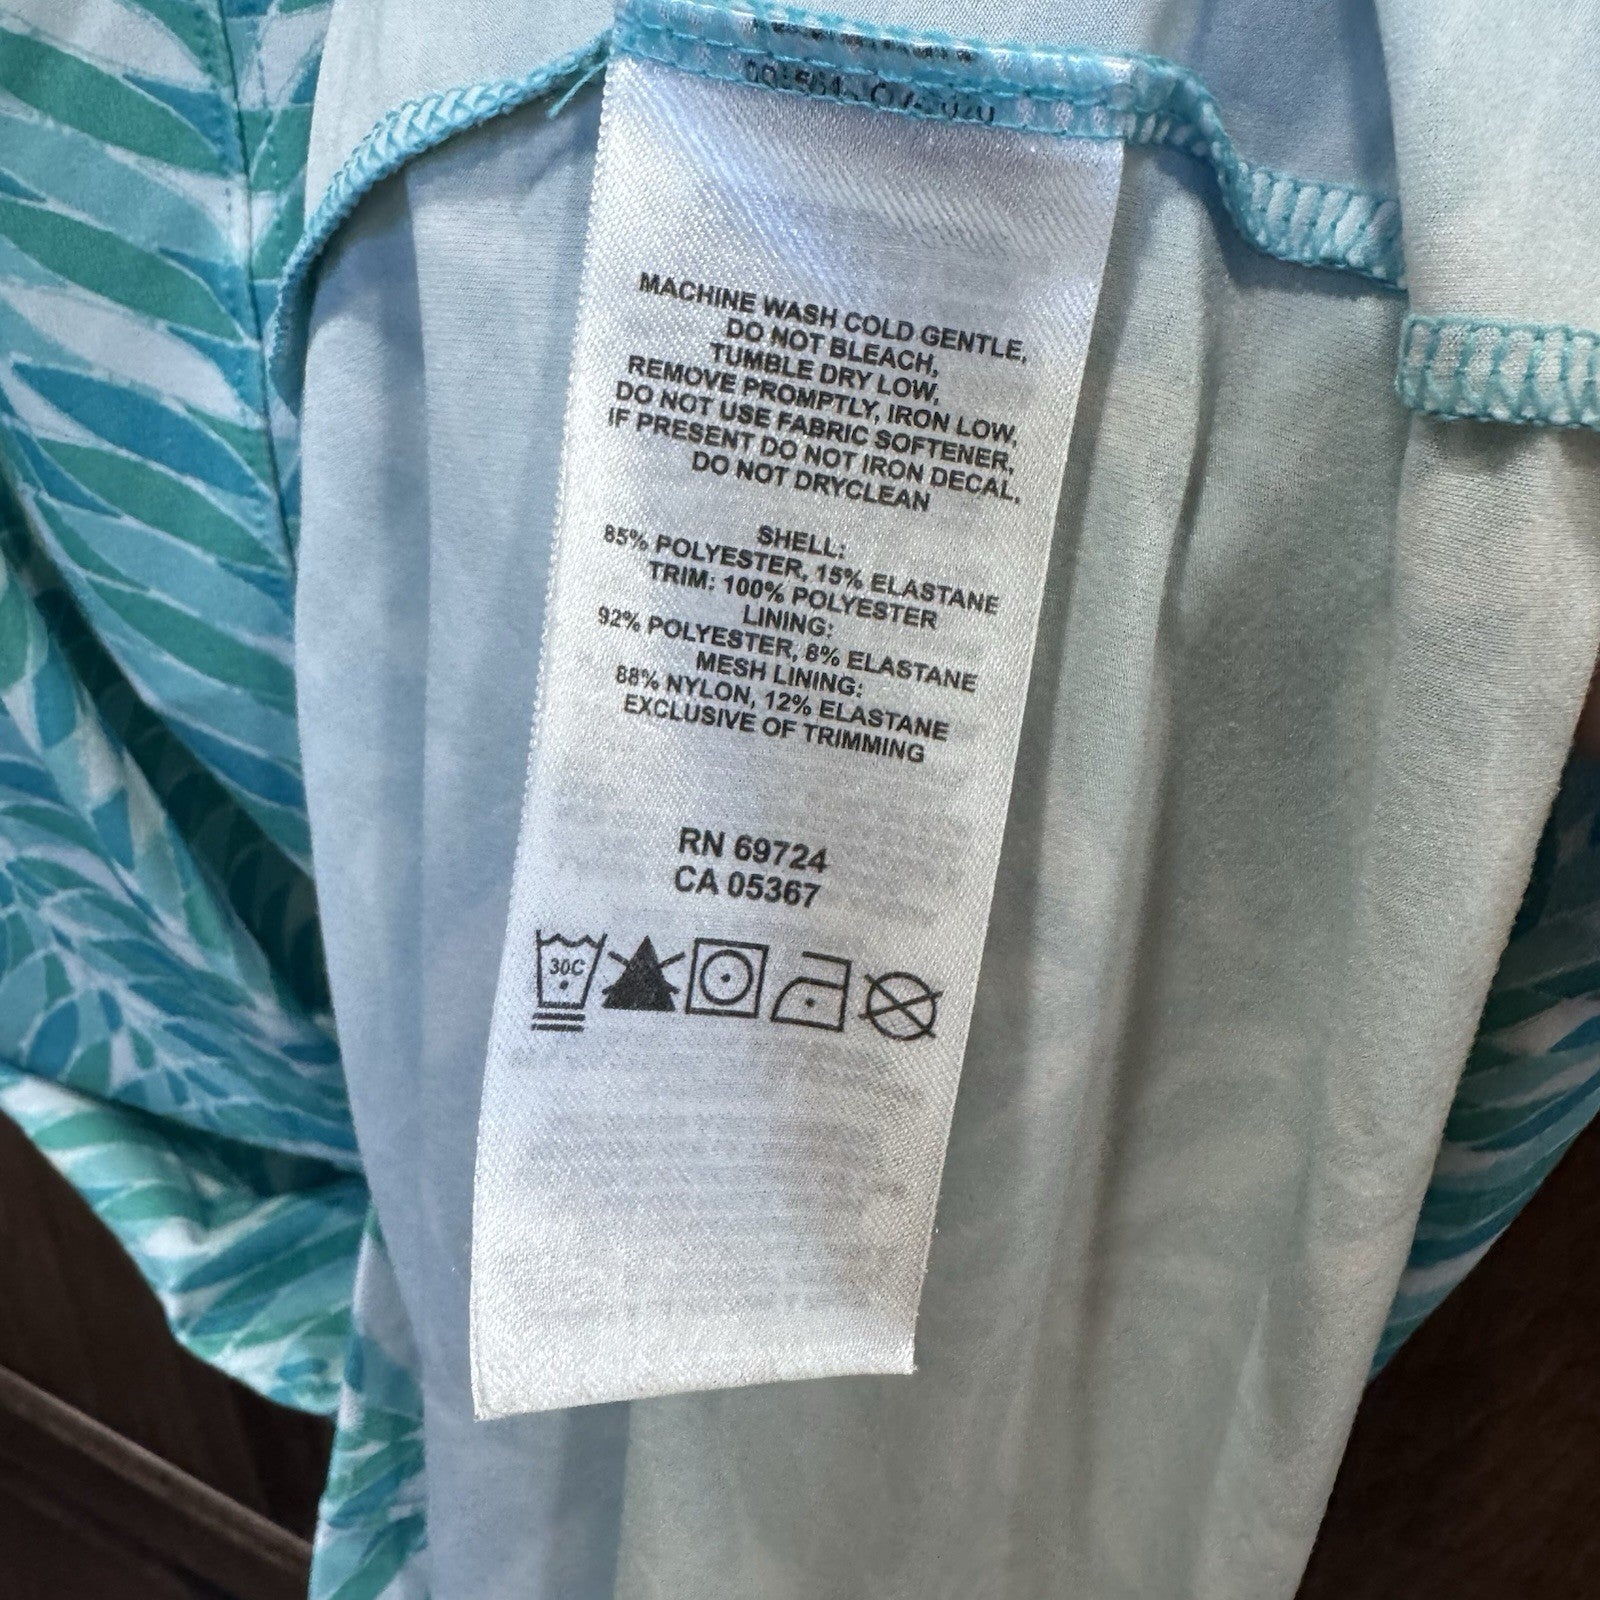 MACHINE WASH COLD GENTLE,
DO NOT BLEACH,
TUMBLE DRY LOW,
REMOVE PROMPTLY, IRON LOW,
DO NOT USE FABRIC SOFTENER,
IF PRESENT DO NOT IRON DECAL,
DO NOT DRYCLEAN
SHELL:
85% POLYESTER, 15% ELASTANE
TRIM: 100% POLYESTER
LINING:
92% POLYESTER, 8% ELASTANE
MESH LINING:
88% NYLON, 12% ELASTANE
EXCLUSIVE OF TRIMMING
RN 69724
CA 05367
30C